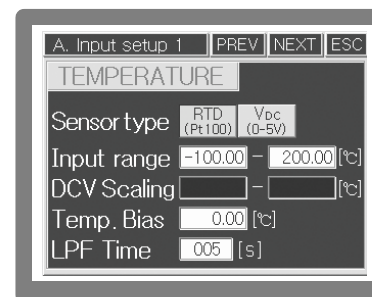 A. Input setup 1 PREV NEXT ESC
TEMPERATURE
Sensor type RTD (Pt100) VDC (0-5V)
Input range -100.00 - 200.00 [℃]
DCV Scaling - [℃]
Temp. Bias 0.00 [℃]
LPF Time 005 [s]